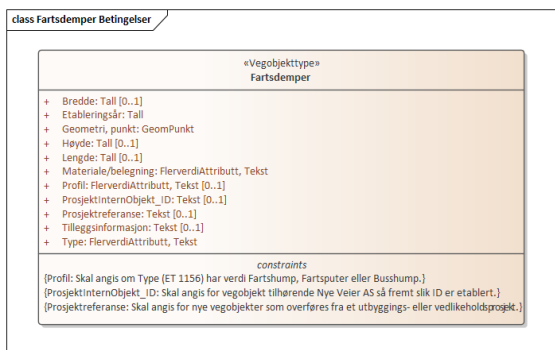 class Fartsdemper Betingelser
«Vegobjekttype»
Fartsdemper
+ Bredde: Tall [0..1]
+ Etableringsår: Tall
+ Geometri, punkt: GeomPunkt
+ Høyde: Tall [0..1]
+ Lengde: Tall [0..1]
+ Materiale/belegning: FlerverdiAttributt, Tekst
+ Profil: FlerverdiAttributt, Tekst [0..1]
+ ProsjektInternObjekt_ID: Tekst [0..1]
+ Prosjektreferanse: Tekst [0..1]
+ Tilleggsinformasjon: Tekst [0..1]
+ Type: FlerverdiAttributt, Tekst
constraints
{Profil: Skal angis om Type (ET 1156) har verdi Fartshump, Fartsputer eller Busshump.}
{ProsjektInternObjekt_ID: Skal angis for vegobjekt tilhørende Nye Veier AS så fremt slik ID er etablert.}
{Prosjektreferanse: Skal angis for nye vegobjekter som overføres fra et utbyggings- eller vedlikeholdsprosjekt.}